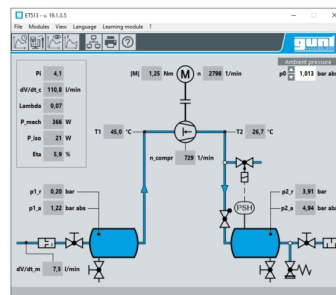 ET513 - v. 19.1.3.5
File Modules View Language Learning module ?
gunt
Ambient pressure
p0 1,013 bar abs
Pi 4,1
dV/dt_c 110,8 l/min
Lambda 0,07
P_mech 366 W
P_iso 21 W
Eta 5,9 %
|M| 1,25 Nm M n 2798 1/min
T1 45,0 °C
T2 26,7 °C
n_compr 729 1/min
PSH
p1_r 0,20 bar
p1_a 1,22 bar abs
p2_r 3,91 bar
p2_a 4,94 bar abs
dV/dt_m 7,5 l/min